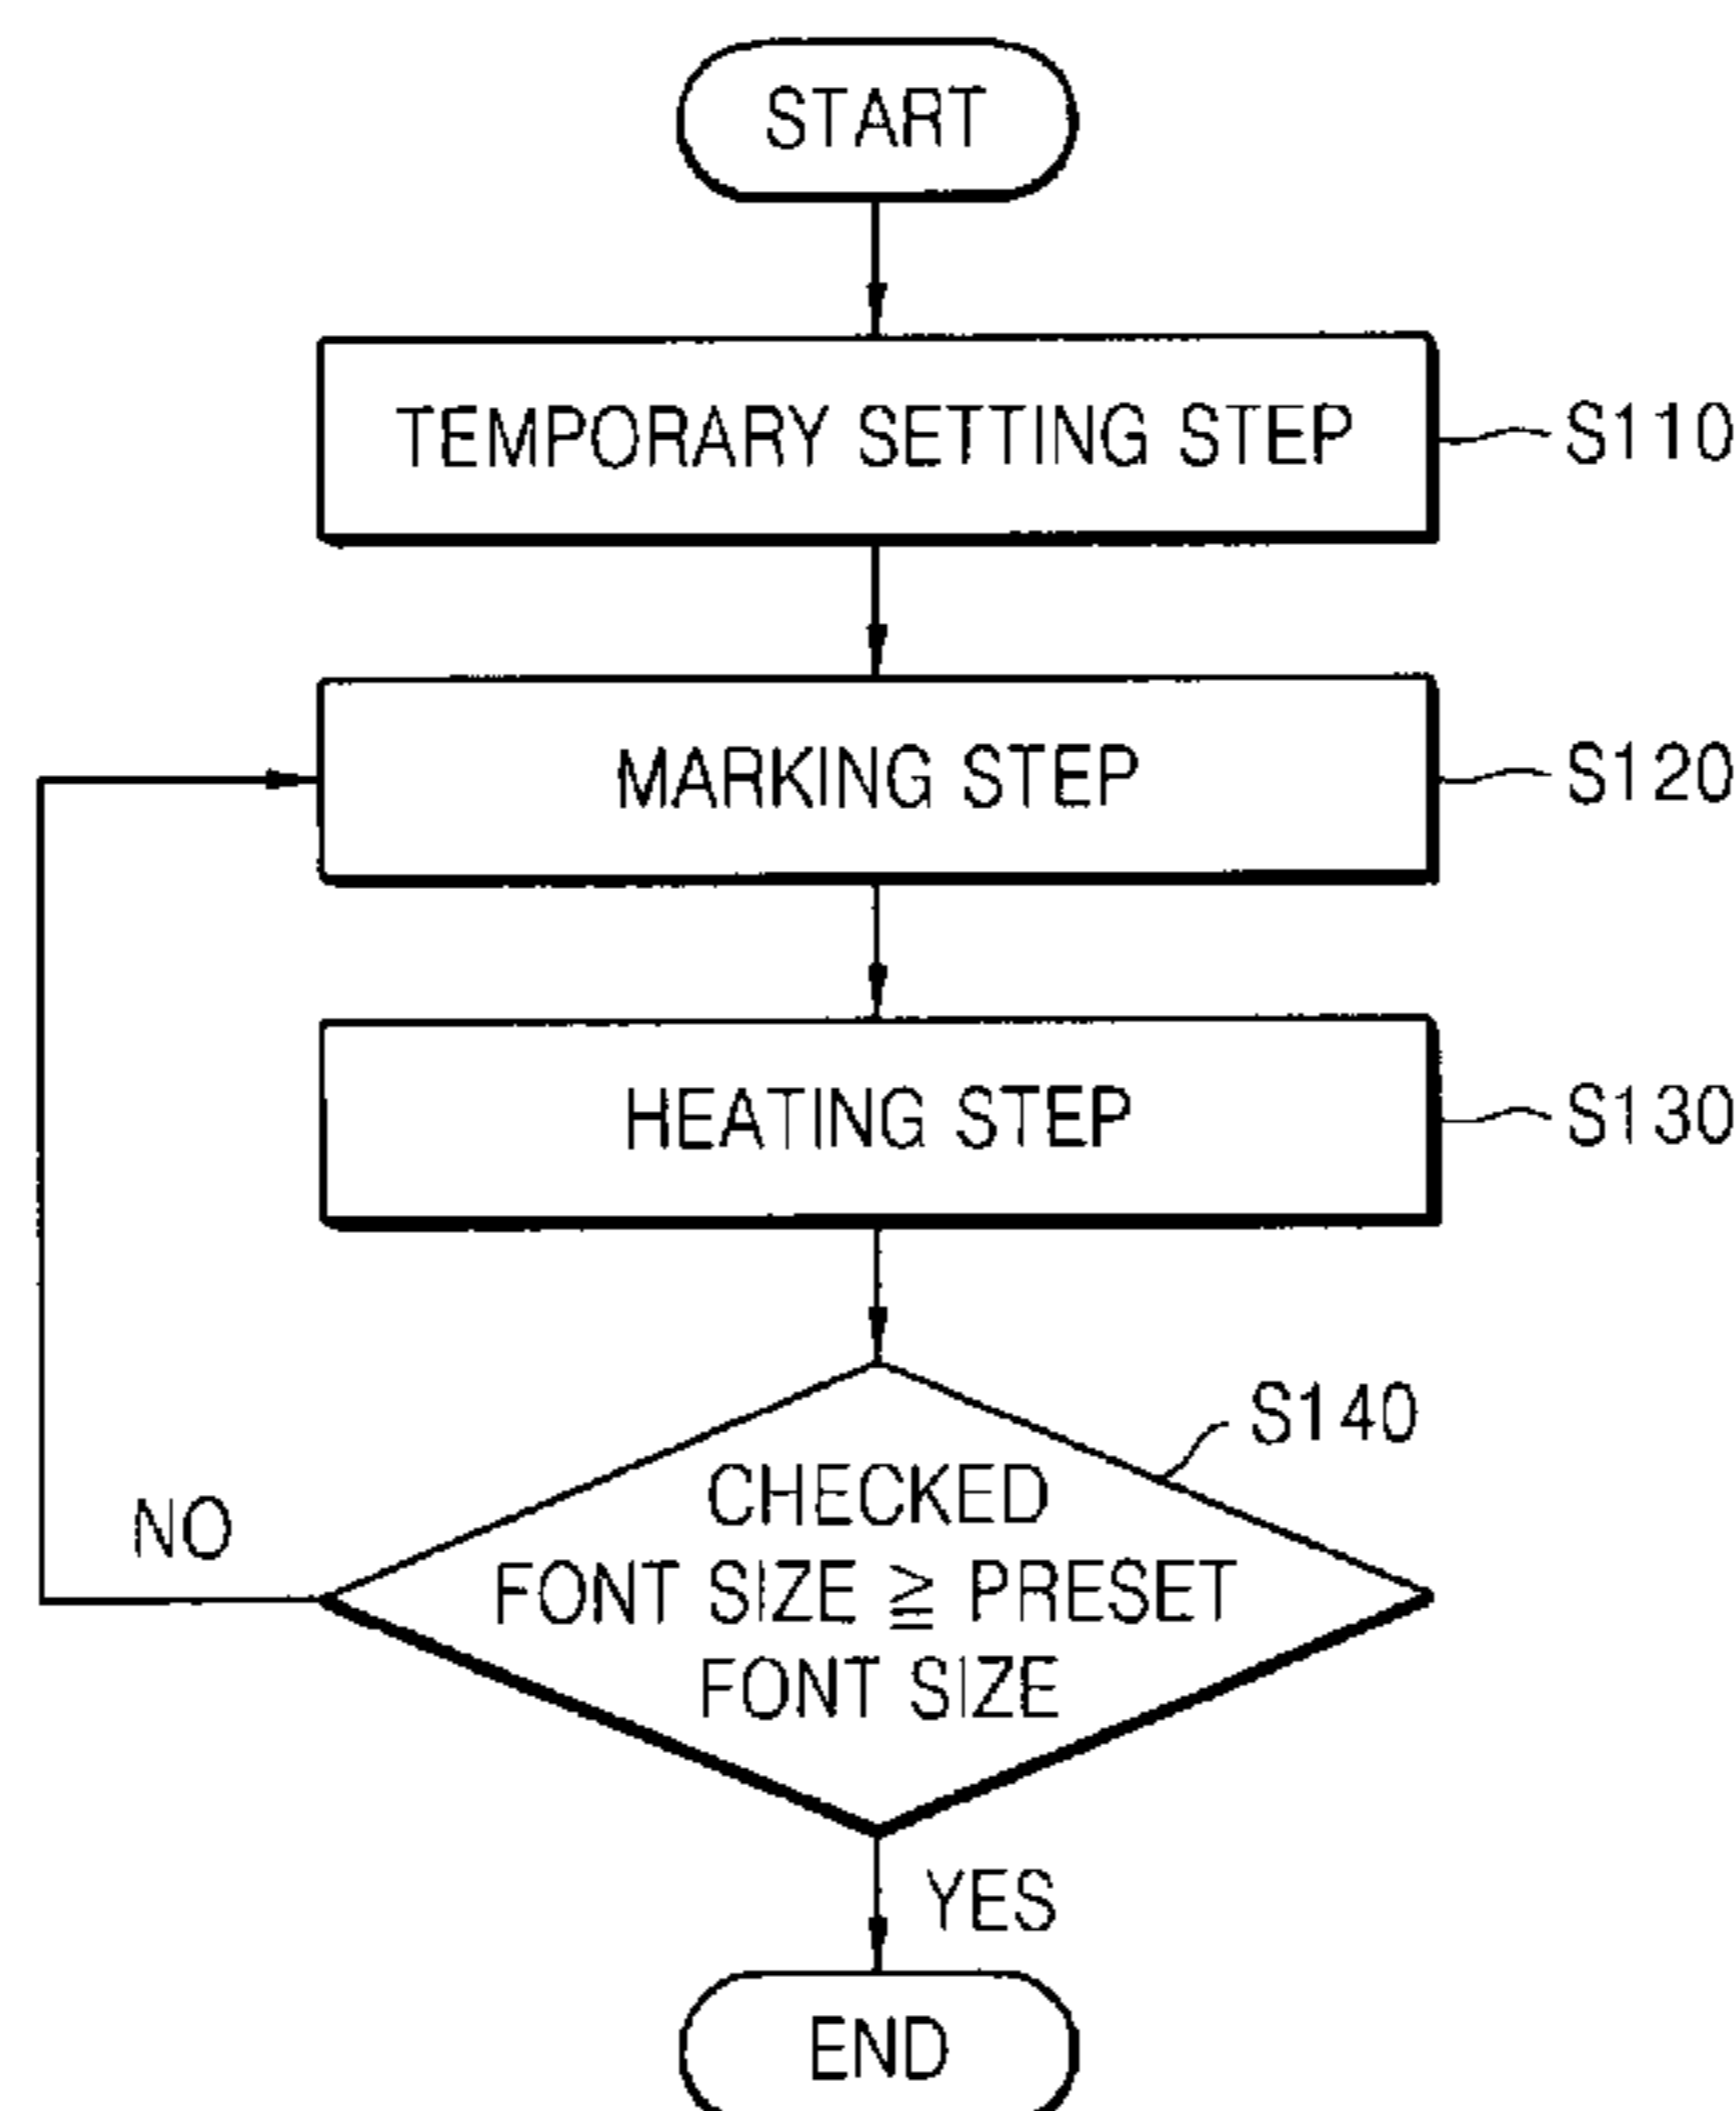 START
TEMPORARY SETTING STEP
S110
MARKING STEP
S120
HEATING STEP
S130
S140
CHECKED
FONT SIZE ≧ PRESET
FONT SIZE
NO
YES
END